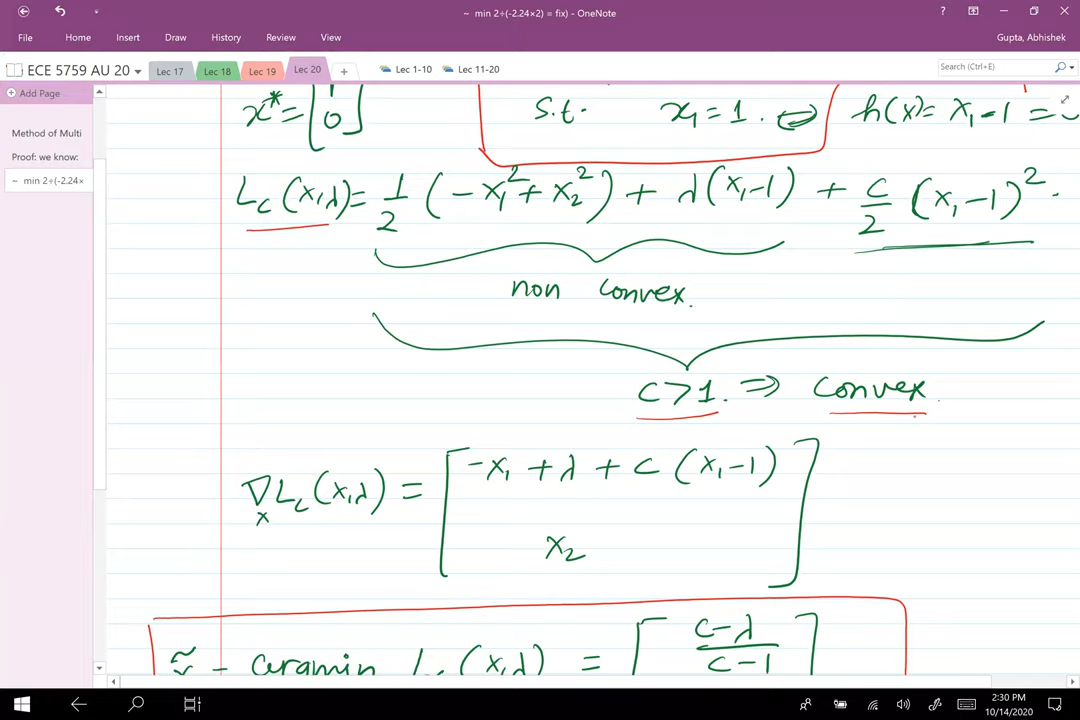 ~ min 2÷(-2.24×2) = fix) - OneNote
File Home Insert Draw History Review View
Gupta, Abhishek
ECE 5759 AU 20
Lec 17 Lec 18 Lec 19 Lec 20 + Lec 1-10 Lec 11-20
Search (Ctrl+E)
Add Page
Method of Multi
Proof: we know:
~ min 2÷(-2.24×
x* = [ 0 ]
s.t. x₁ = 1. ⇔ h(x) = x₁ - 1 =
L_c (x,λ) = 1/2 (-x₁² + x₂²) + λ(x₁-1) + c/2 (x₁-1)².
non convex.
c > 1. ⇒ convex.
∇ₓ L_c (x,λ) = [ -x₁ + λ + c (x₁-1)
x₂ ]
argmin L_c (x,λ) = [ c-λ / c-1
2:30 PM
10/14/2020